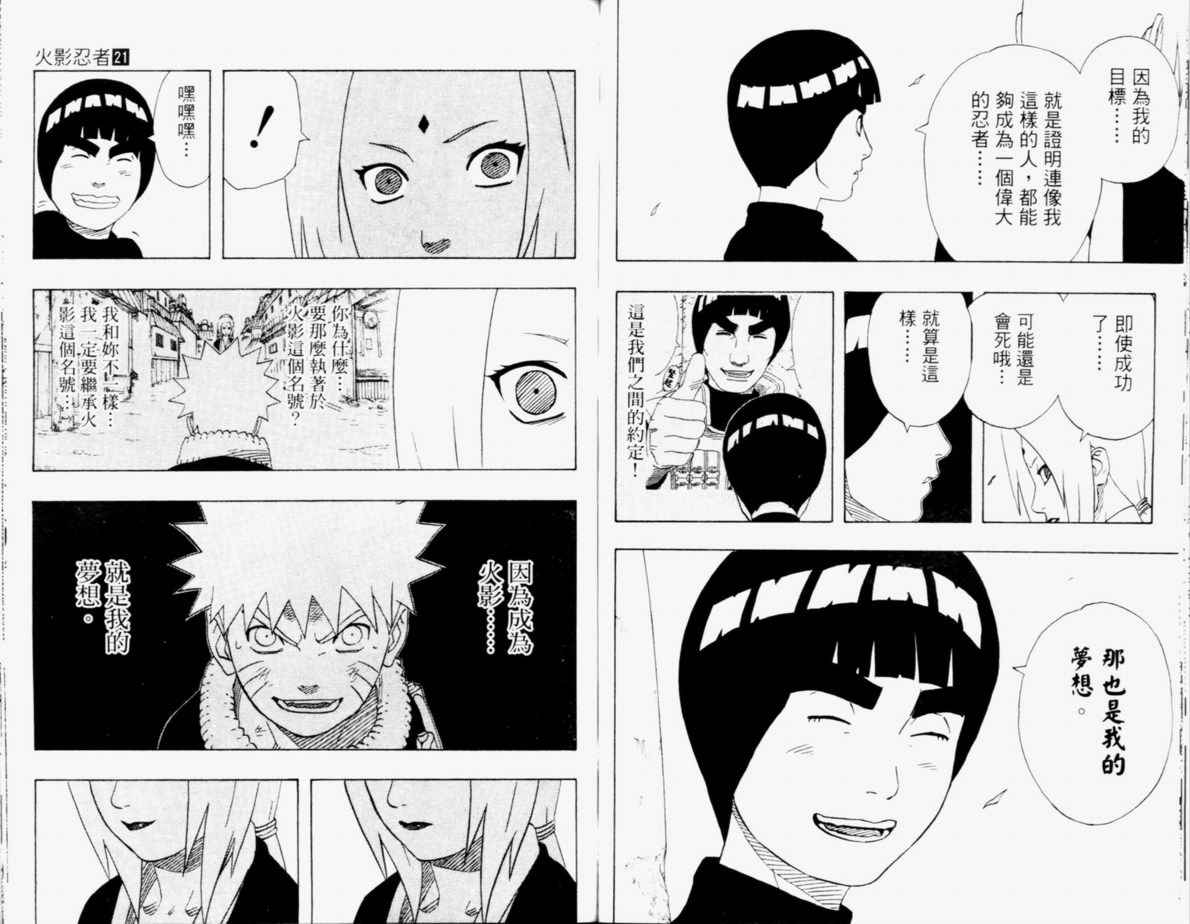 因為我的
目標……
就是證明連像我
這樣的人，都能
夠成為一個偉大
的忍者……
即使成功
了……
可能還是
會死哦…
就算是這
樣……
這是我們之間的約定！
那也是我的
夢想。
火影忍者21
！
嘿嘿嘿…
你為什麼…
要那麼執著於
火影這個名號？
我和妳不一樣…
我一定要繼承火
影這個名號…
因為成為
火影……
就是我的
夢想。